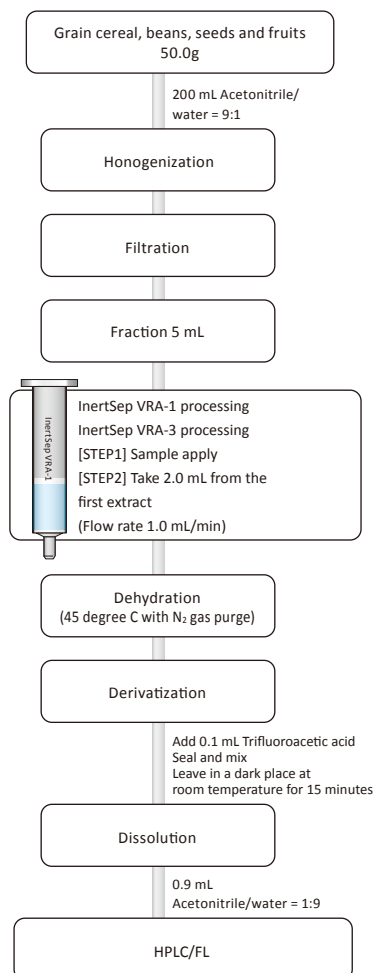 Grain cereal, beans, seeds and fruits
50.0g
200 mL Acetonitrile/
water = 9:1
Honogenization
Filtration
Fraction 5 mL
InertSep VRA-1
InertSep VRA-1 processing
InertSep VRA-3 processing
[STEP1] Sample apply
[STEP2] Take 2.0 mL from the
first extract
(Flow rate 1.0 mL/min)
Dehydration
(45 degree C with N₂ gas purge)
Derivatization
Add 0.1 mL Trifluoroacetic acid
Seal and mix
Leave in a dark place at
room temperature for 15 minutes
Dissolution
0.9 mL
Acetonitrile/water = 1:9
HPLC/FL